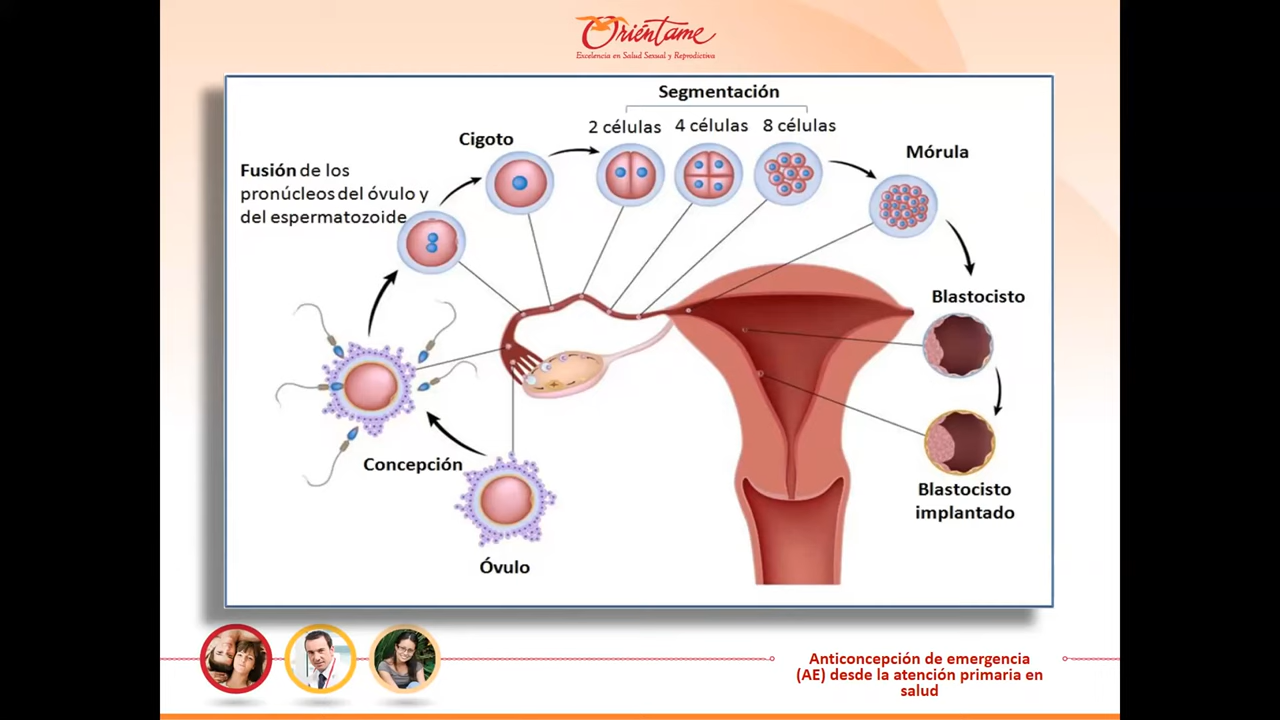 Oriéntame
Excelencia en Salud Sexual y Reproductiva
Segmentación
2 células 4 células 8 células
Cigoto
Mórula
Fusión de los
pronúcleos del óvulo y
del espermatozoide
Blastocisto
Concepción
Blastocisto
implantado
Óvulo
Anticoncepción de emergencia
(AE) desde la atención primaria en
salud